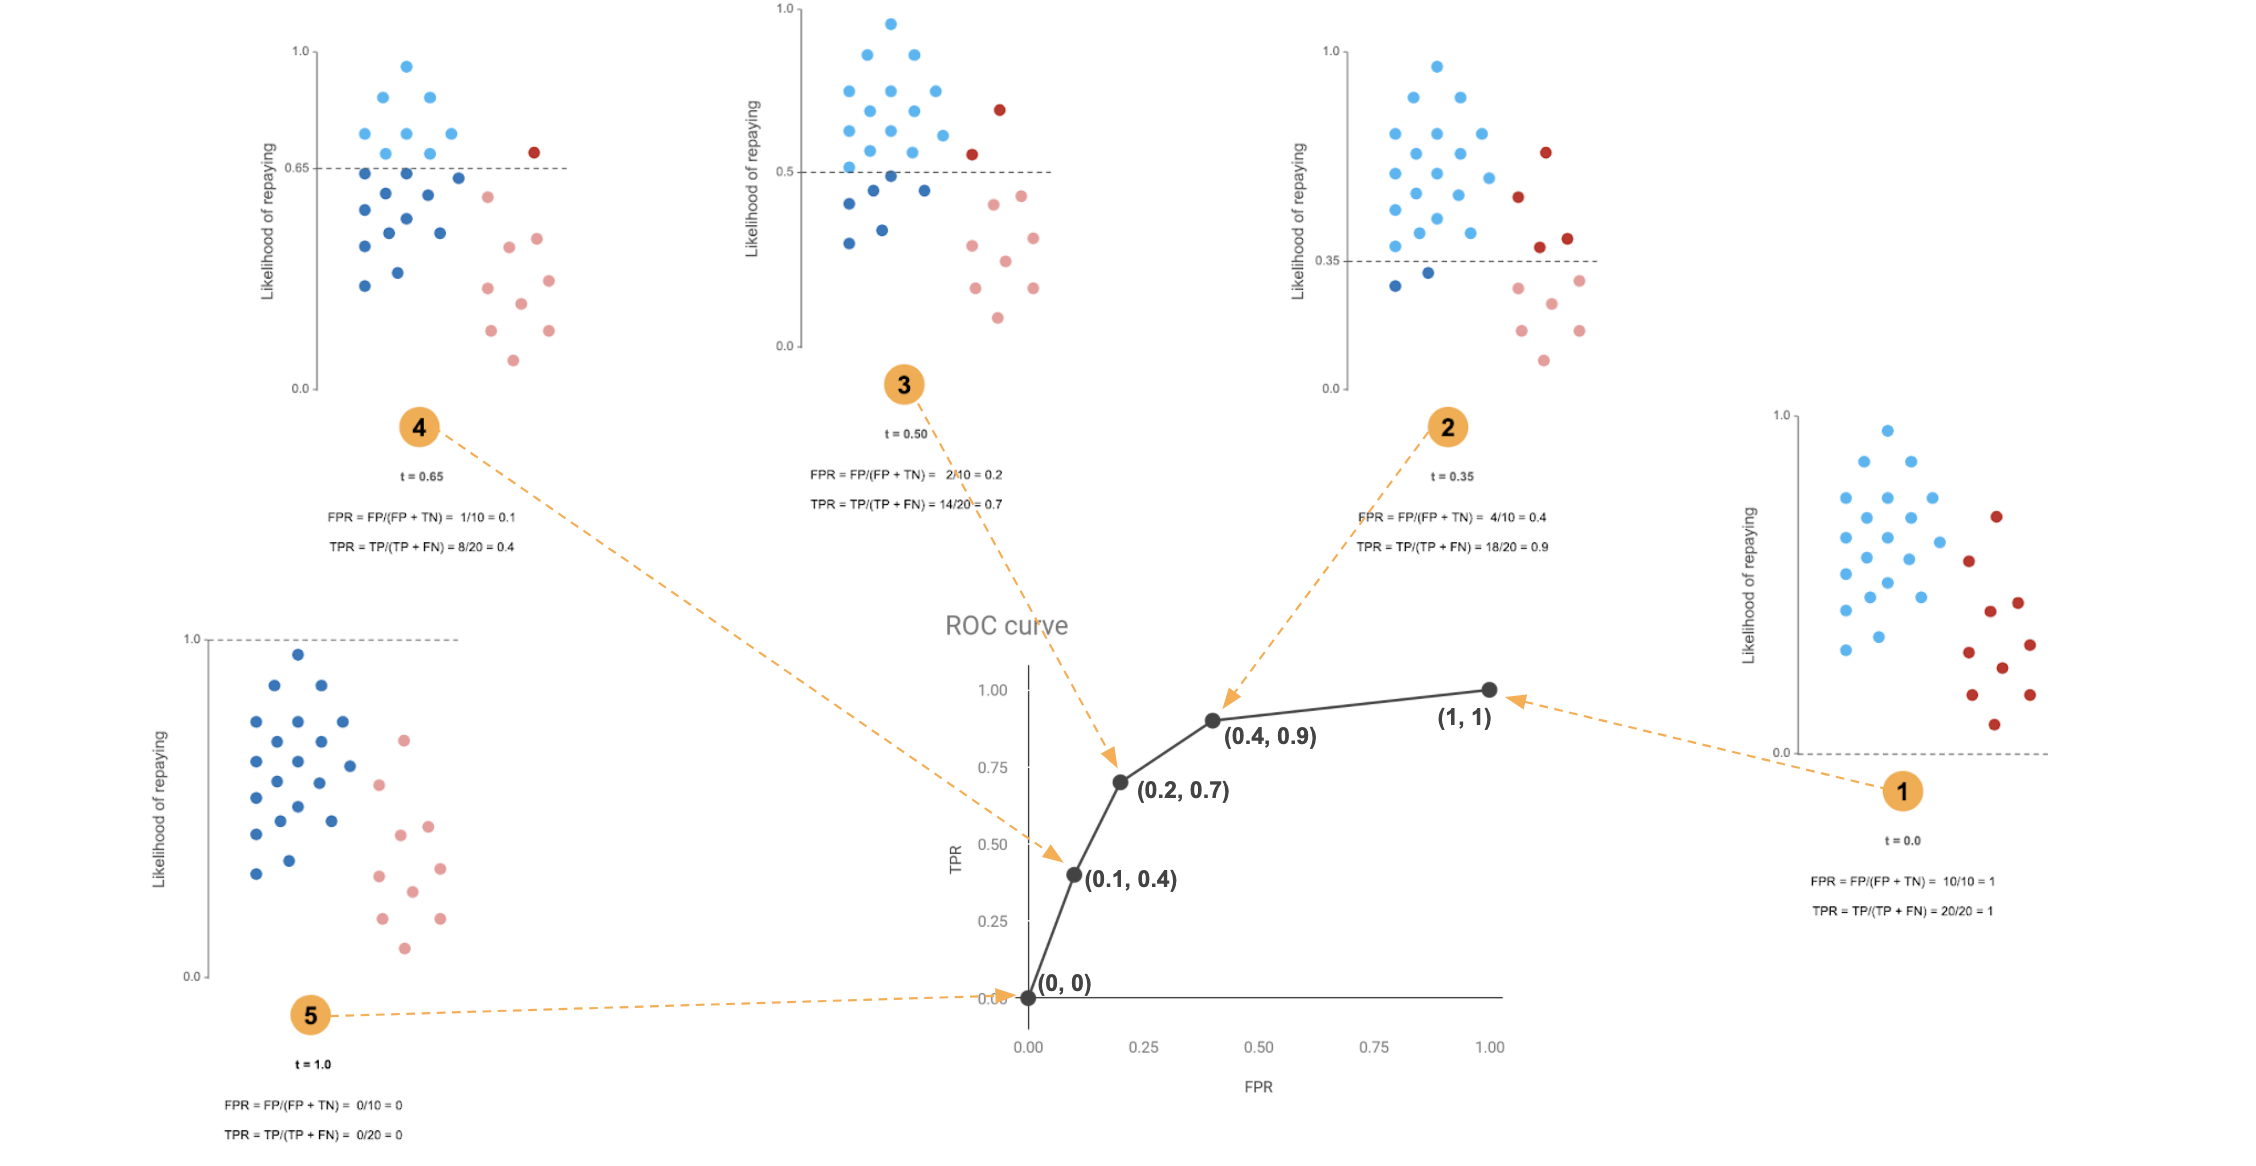 1.0
Likelihood of repaying
0.65
0.0
4
t = 0.65
FPR = FP/(FP + TN) = 1/10 = 0.1
TPR = TP/(TP + FN) = 8/20 = 0.4
1.0
Likelihood of repaying
0.5
0.0
3
t = 0.50
FPR = FP/(FP + TN) = 2/10 = 0.2
TPR = TP/(TP + FN) = 14/20 = 0.7
1.0
Likelihood of repaying
0.35
0.0
2
t = 0.35
FPR = FP/(FP + TN) = 4/10 = 0.4
TPR = TP/(TP + FN) = 18/20 = 0.9
1.0
Likelihood of repaying
0.0
1
t = 0.0
FPR = FP/(FP + TN) = 10/10 = 1
TPR = TP/(TP + FN) = 20/20 = 1
1.0
Likelihood of repaying
0.0
5
t = 1.0
FPR = FP/(FP + TN) = 0/10 = 0
TPR = TP/(TP + FN) = 0/20 = 0
ROC curve
1.00
0.75
0.50
0.25
0.00
TPR
(1, 1)
(0.4, 0.9)
(0.2, 0.7)
(0.1, 0.4)
(0, 0)
0.00 0.25 0.50 0.75 1.00
FPR